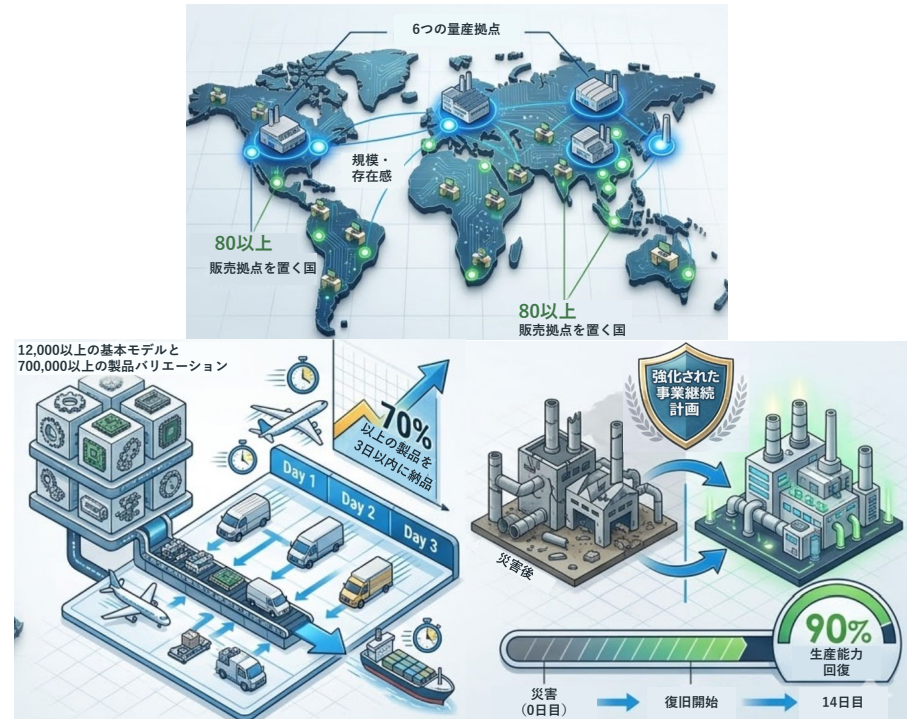 6つの量産拠点
規模・
存在感
80以上
販売拠点を置く国
80以上
販売拠点を置く国
12,000以上の基本モデルと
700,000以上の製品バリエーション
70%
以上の製品を
3日以内に納品
Day 1
Day 2
Day 3
強化された
事業継続
計画
災害後
90%
生産能力
回復
災害
（0日目）
復旧開始
14日目